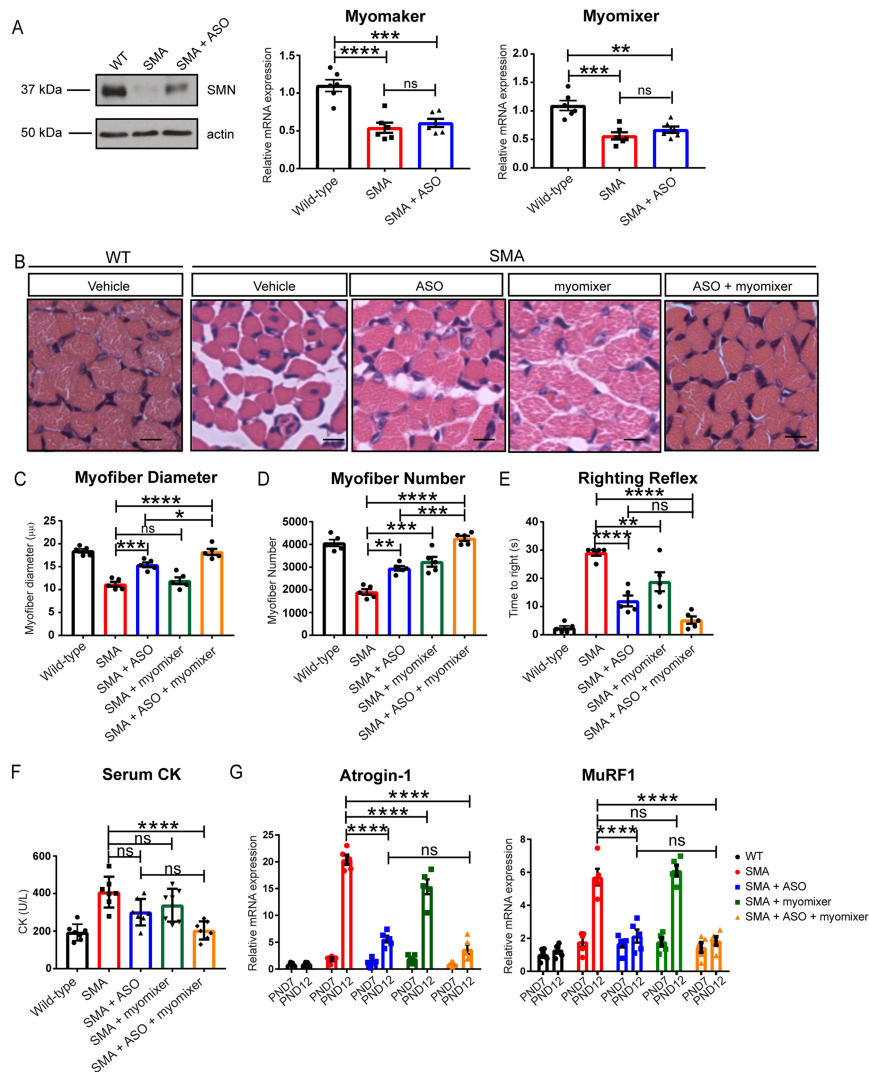 A
WT
SMA
SMA + ASO
37 kDa
SMN
50 kDa
actin
Myomaker
Relative mRNA expression
1.5
1.0
0.5
0.0
***
****
ns
Wild-type
SMA
SMA + ASO
Myomixer
Relative mRNA expression
2.0
1.5
1.0
0.5
0.0
**
***
ns
Wild-type
SMA
SMA + ASO
B
WT
SMA
Vehicle
Vehicle
ASO
myomixer
ASO + myomixer
C
Myofiber Diameter
Myofiber diameter (μμ)
25
20
15
10
5
0
****
*
ns
***
Wild-type
SMA
SMA + ASO
SMA + myomixer
SMA + ASO + myomixer
D
Myofiber Number
Myofiber Number
5000
4000
3000
2000
1000
0
****
***
***
**
Wild-type
SMA
SMA + ASO
SMA + myomixer
SMA + ASO + myomixer
E
Righting Reflex
Time to right (s)
40
30
20
10
0
****
ns
**
****
Wild-type
SMA
SMA + ASO
SMA + myomixer
SMA + ASO + myomixer
F
Serum CK
CK (U/L)
600
400
200
0
****
ns
ns
ns
Wild-type
SMA
SMA + ASO
SMA + myomixer
SMA + ASO + myomixer
G
Atrogin-1
Relative mRNA expression
25
20
15
10
5
0
****
****
****
ns
PND7
PND12
PND7
PND12
PND7
PND12
PND7
PND12
PND7
PND12
MuRF1
Relative mRNA expression
8
6
4
2
0
****
ns
****
ns
PND7
PND12
PND7
PND12
PND7
PND12
PND7
PND12
PND7
PND12
WT
SMA
SMA + ASO
SMA + myomixer
SMA + ASO + myomixer